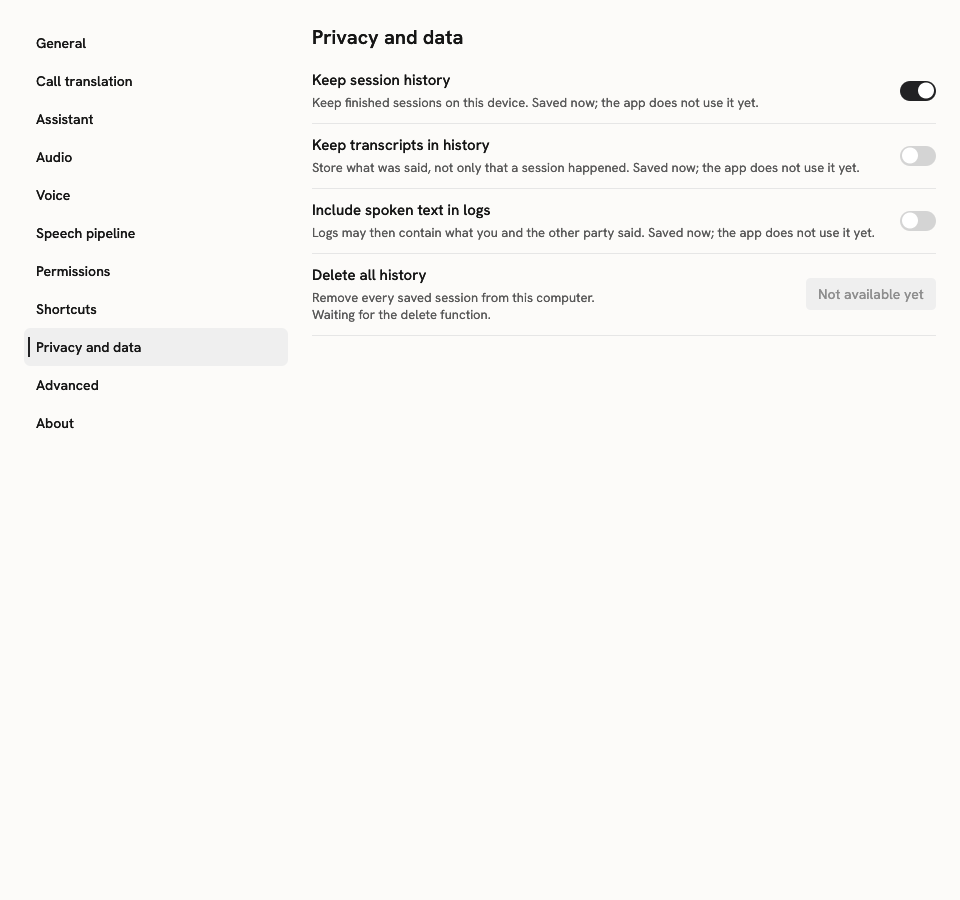 General
Call translation
Assistant
Audio
Voice
Speech pipeline
Permissions
Shortcuts
Privacy and data
Advanced
About
Privacy and data
Keep session history
Keep finished sessions on this device. Saved now; the app does not use it yet.
Keep transcripts in history
Store what was said, not only that a session happened. Saved now; the app does not use it yet.
Include spoken text in logs
Logs may then contain what you and the other party said. Saved now; the app does not use it yet.
Delete all history
Remove every saved session from this computer.
Waiting for the delete function.
Not available yet